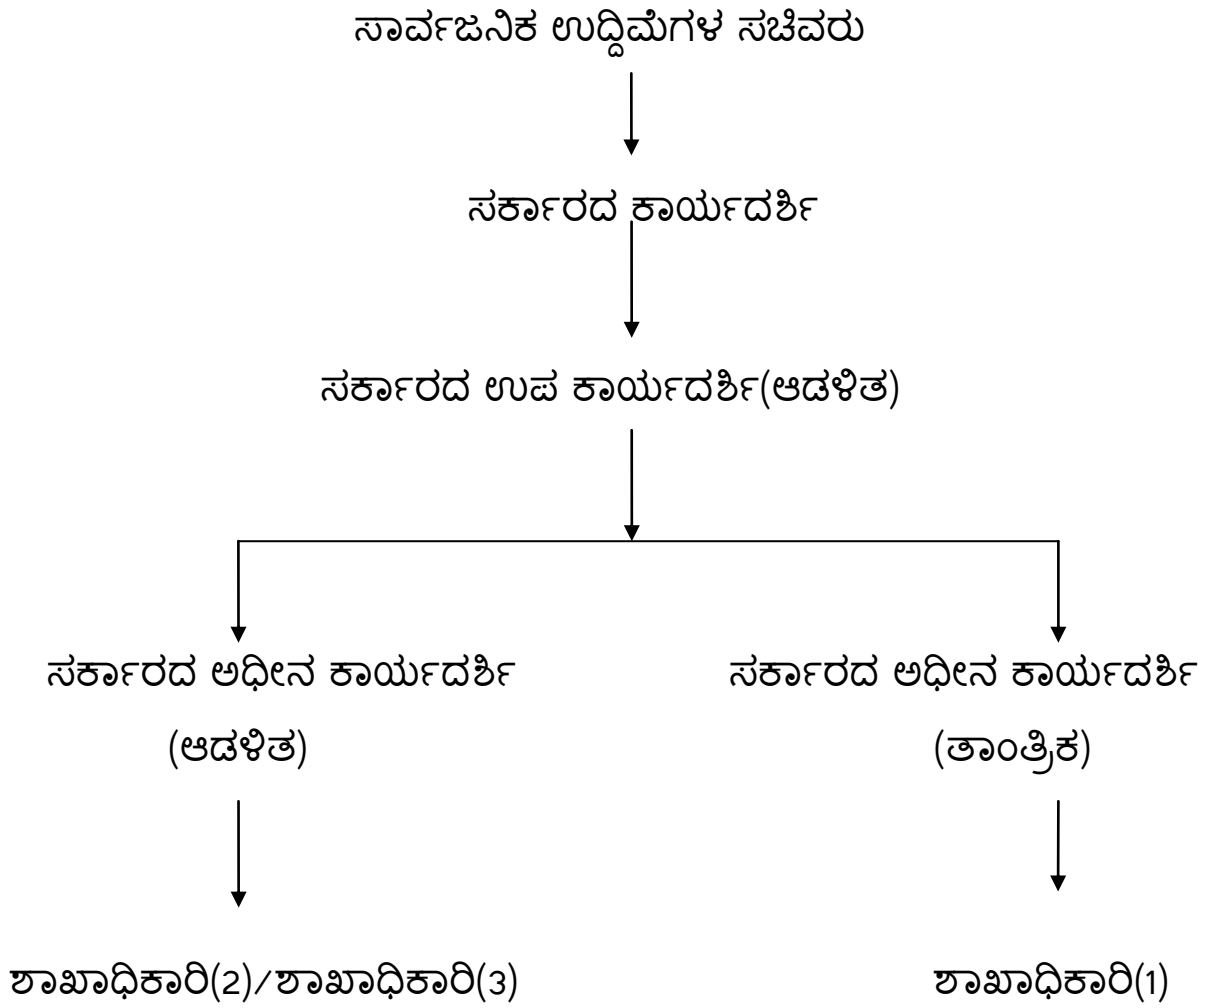 ಸಾರ್ವಜನಿಕ ಉದ್ದಿಮೆಗಳ ಸಚಿವರು
ಸರ್ಕಾರದ ಕಾರ್ಯದರ್ಶಿ
ಸರ್ಕಾರದ ಉಪ ಕಾರ್ಯದರ್ಶಿ(ಆಡಳಿತ)
ಸರ್ಕಾರದ ಅಧೀನ ಕಾರ್ಯದರ್ಶಿ
(ಆಡಳಿತ)
ಸರ್ಕಾರದ ಅಧೀನ ಕಾರ್ಯದರ್ಶಿ
(ತಾಂತ್ರಿಕ)
ಶಾಖಾಧಿಕಾರಿ(2)/ಶಾಖಾಧಿಕಾರಿ(3)
ಶಾಖಾಧಿಕಾರಿ(1)